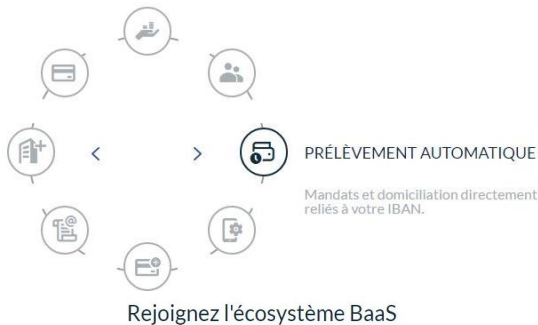 PRÉLÈVEMENT AUTOMATIQUE
Mandats et domiciliation directement
reliés à votre IBAN.
Rejoignez l'écosystème BaaS